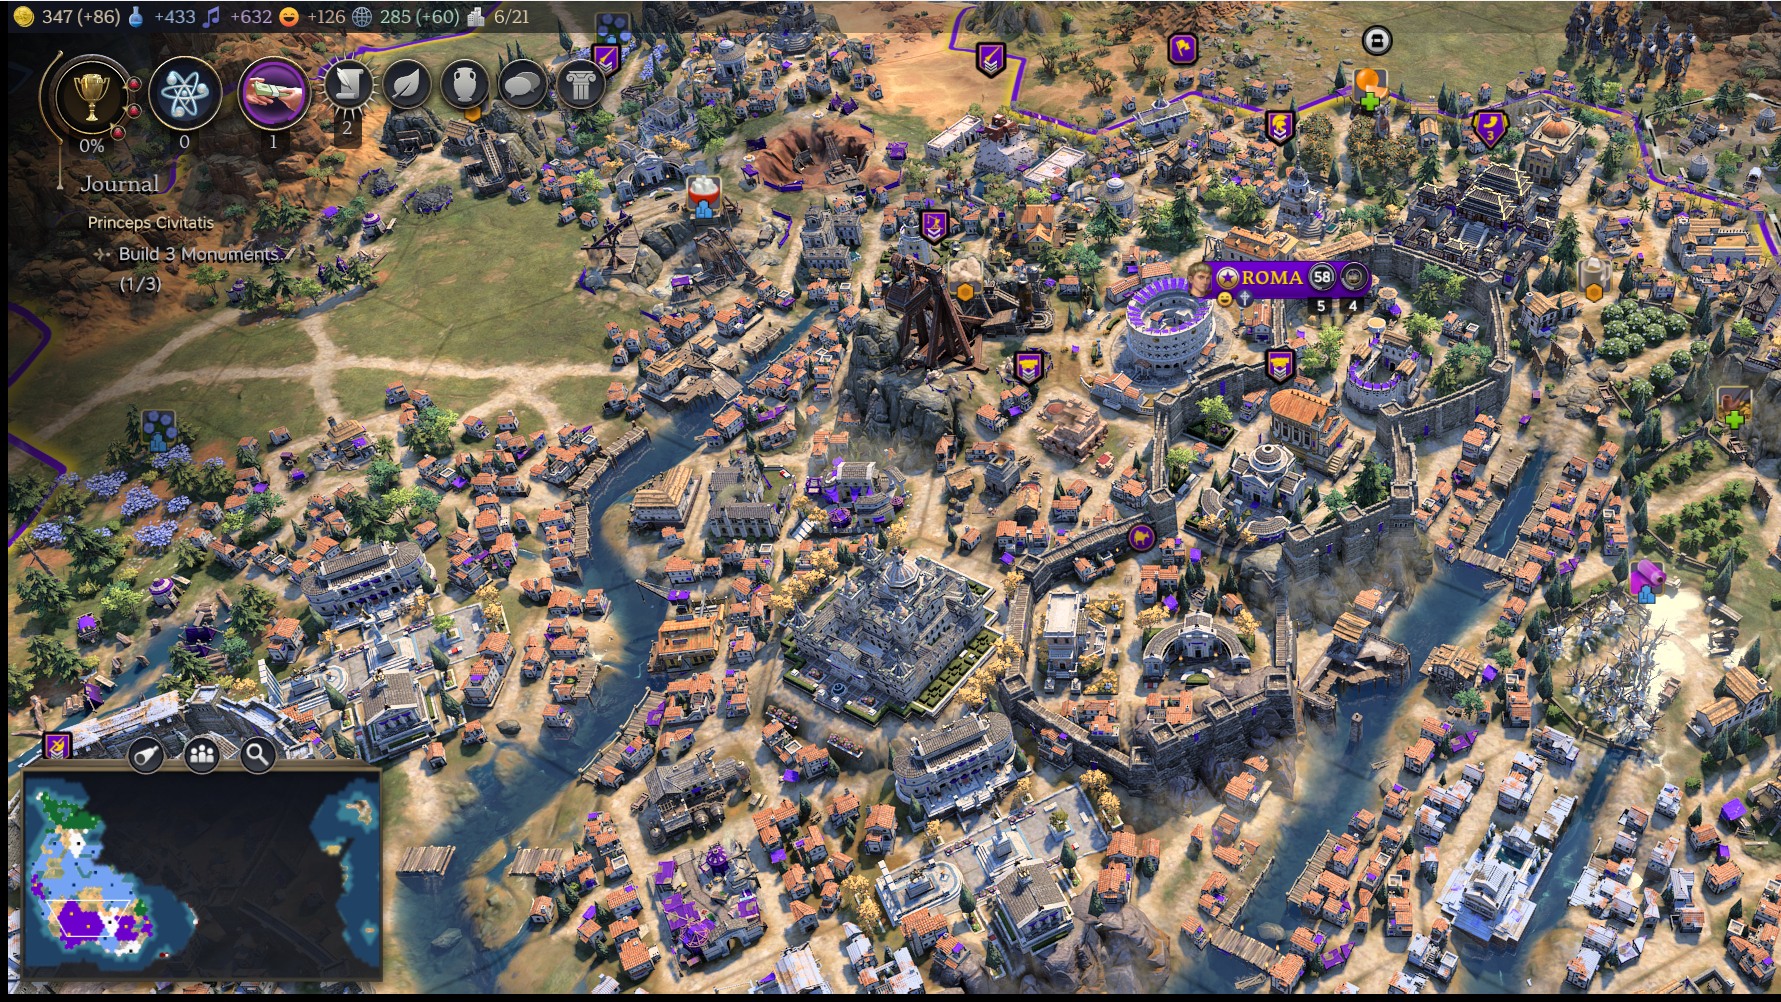 347 (+86) +433 +632 +126 285 (+60) 6/21
0% 0 1 2
Journal
Princeps Civitatis
Build 3 Monuments.
(1/3)
3
ROMA 58
5 4